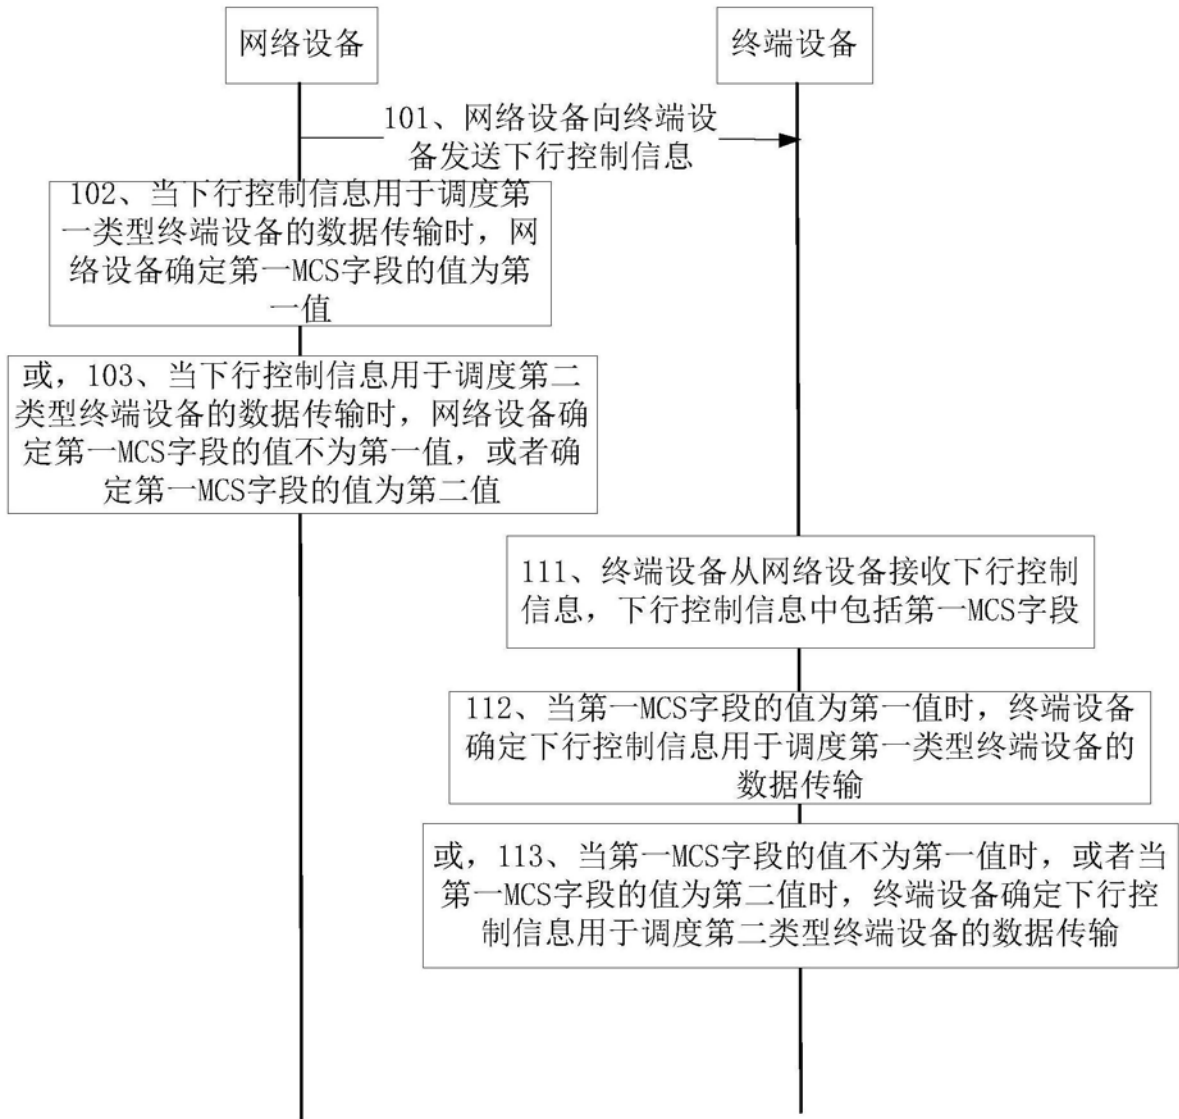 网络设备
终端设备
101、网络设备向终端设
备发送下行控制信息
102、当下行控制信息用于调度第
一类型终端设备的数据传输时，网
络设备确定第一MCS字段的值为第
一值
或，103、当下行控制信息用于调度第二
类型终端设备的数据传输时，网络设备确
定第一MCS字段的值不为第一值，或者确
定第一MCS字段的值为第二值
111、终端设备从网络设备接收下行控制
信息，下行控制信息中包括第一MCS字段
112、当第一MCS字段的值为第一值时，终端设备
确定下行控制信息用于调度第一类型终端设备的
数据传输
或，113、当第一MCS字段的值不为第一值时，或者当
第一MCS字段的值为第二值时，终端设备确定下行控
制信息用于调度第二类型终端设备的数据传输